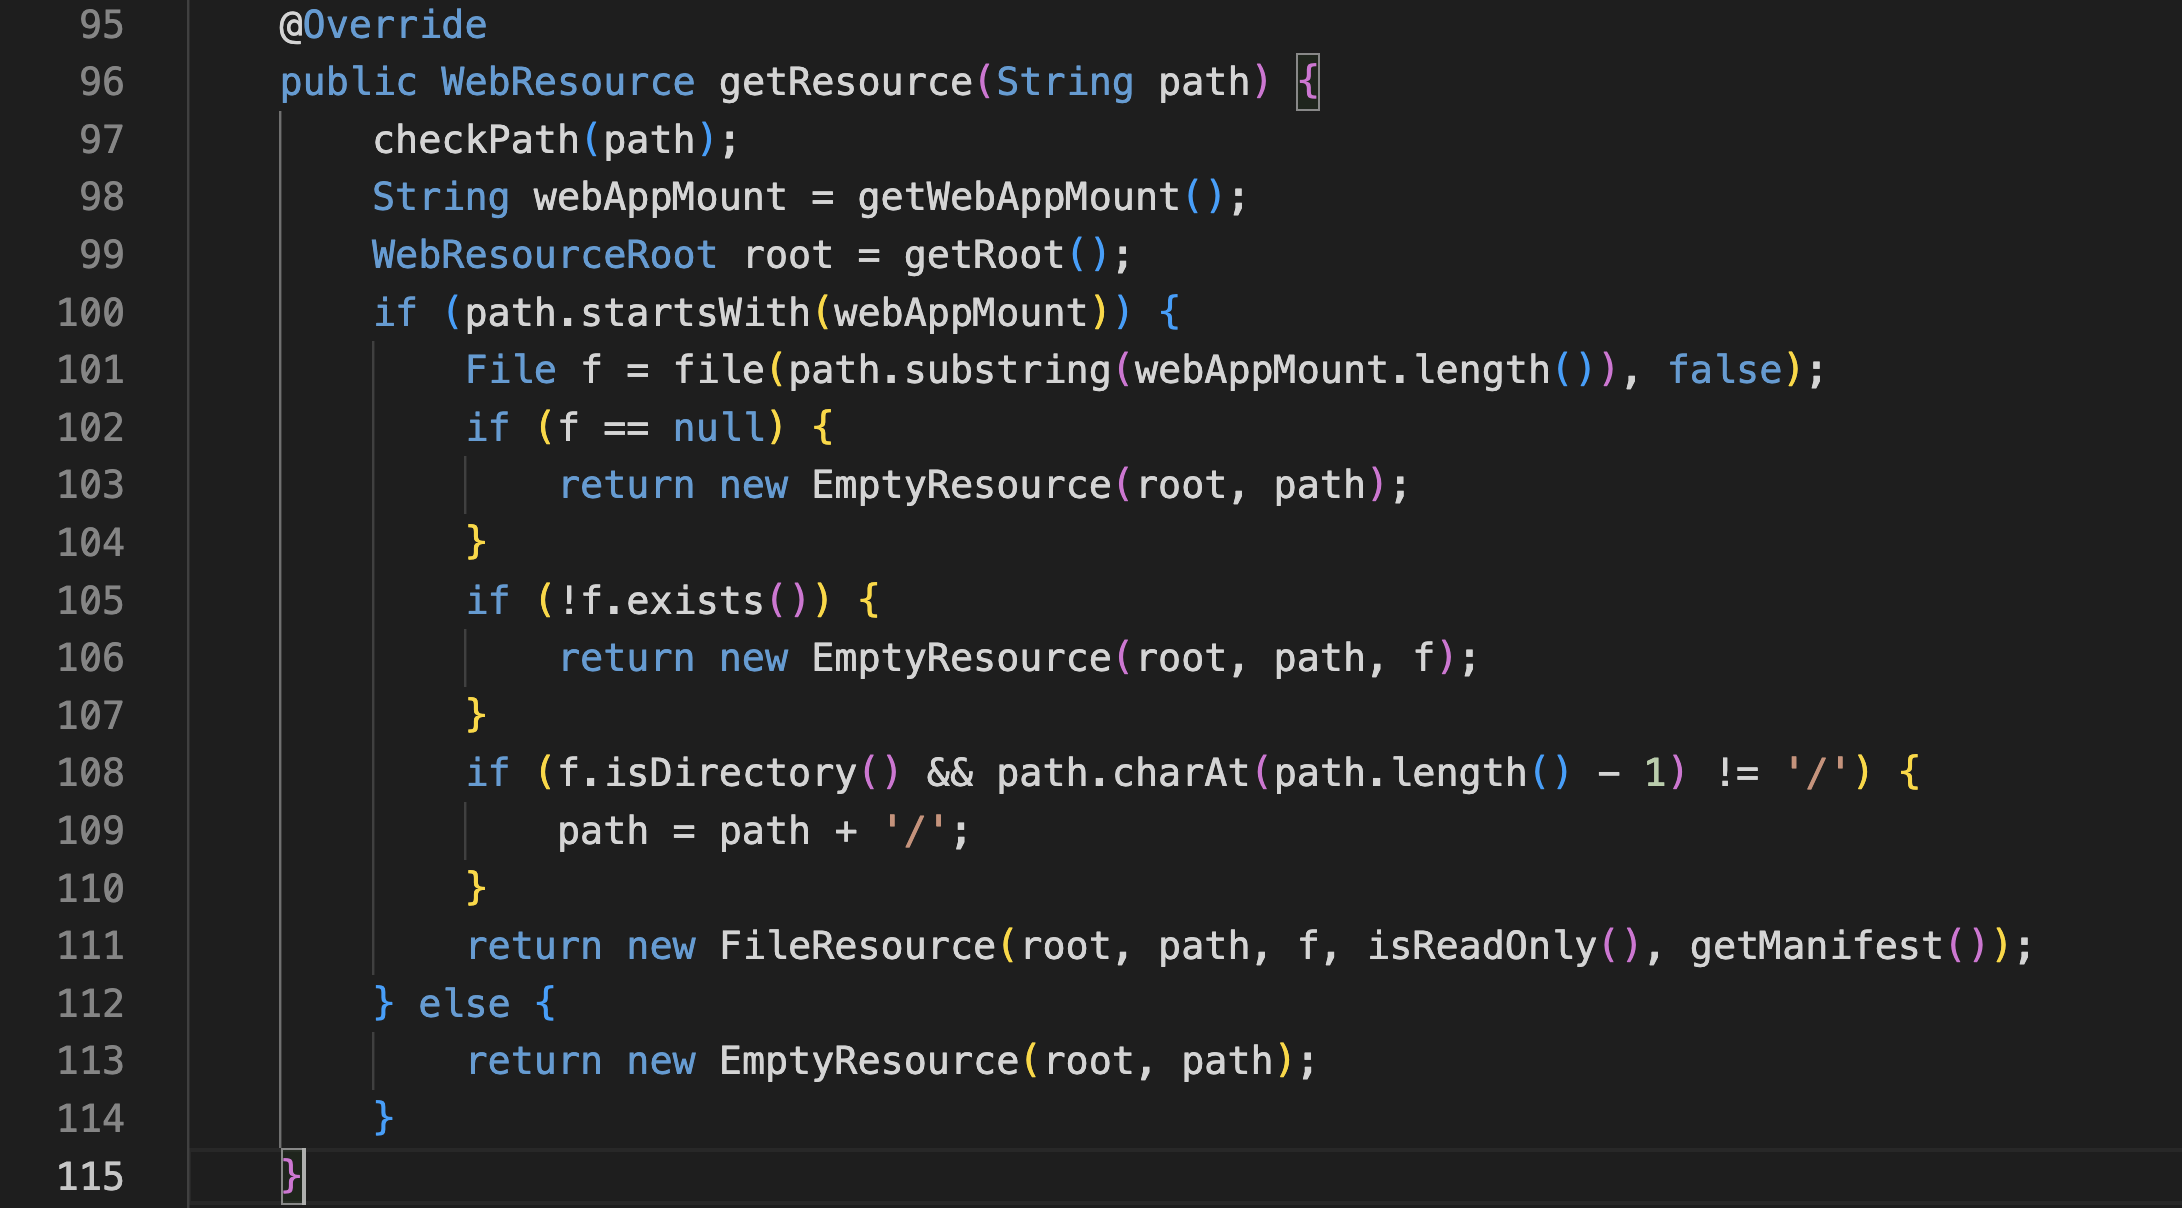 95 @Override
96 public WebResource getResource(String path) {
97 checkPath(path);
98 String webAppMount = getWebAppMount();
99 WebResourceRoot root = getRoot();
100 if (path.startsWith(webAppMount)) {
101 File f = file(path.substring(webAppMount.length()), false);
102 if (f == null) {
103 return new EmptyResource(root, path);
104 }
105 if (!f.exists()) {
106 return new EmptyResource(root, path, f);
107 }
108 if (f.isDirectory() && path.charAt(path.length() - 1) != '/') {
109 path = path + '/';
110 }
111 return new FileResource(root, path, f, isReadOnly(), getManifest());
112 } else {
113 return new EmptyResource(root, path);
114 }
115 }